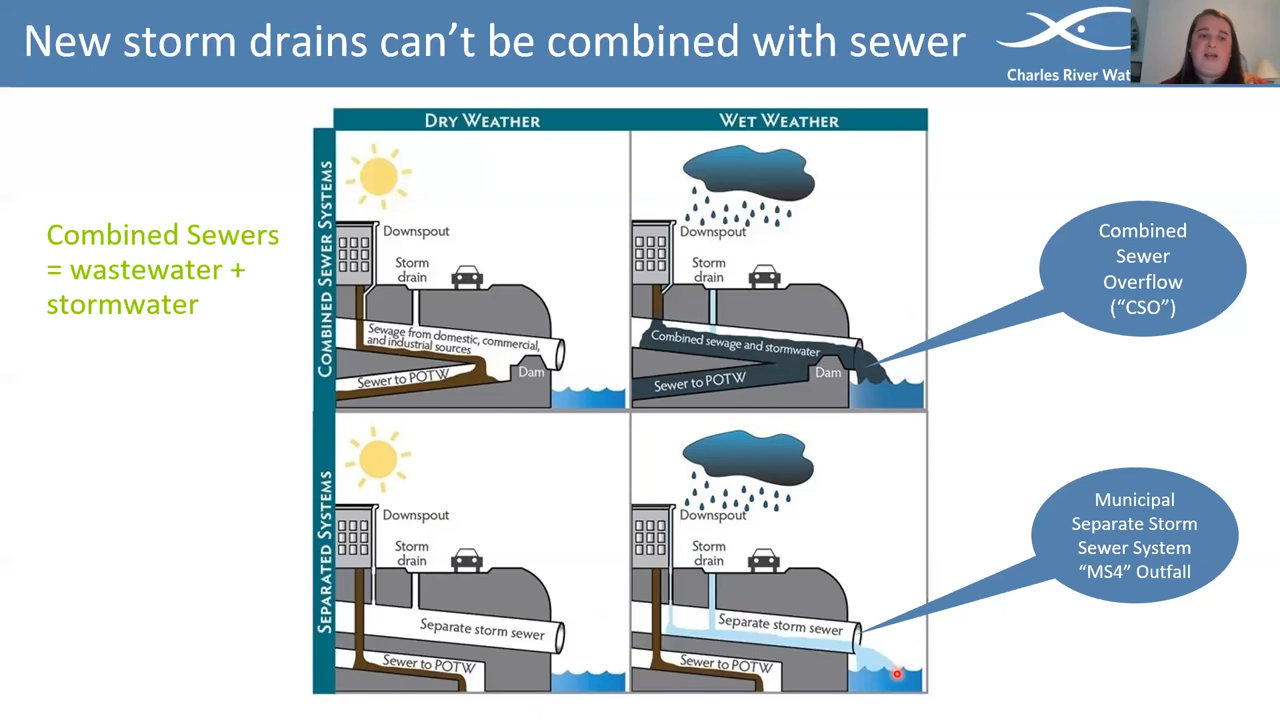 New storm drains can't be combined with sewer
Charles River Wat
DRY WEATHER
WET WEATHER
COMBINED SEWER SYSTEMS
Combined Sewers
= wastewater +
stormwater
Downspout
Storm
drain
Sewage from domestic, commercial,
and industrial sources
Sewer to POTW
Dam
Downspout
Storm
drain
Combined sewage and stormwater
Sewer to POTW
Dam
Combined
Sewer
Overflow
("CSO")
SEPARATED SYSTEMS
Downspout
Storm
drain
Separate storm sewer
Sewer to POTW
Downspout
Storm
drain
Separate storm sewer
Sewer to POTW
Municipal
Separate Storm
Sewer System
"MS4" Outfall